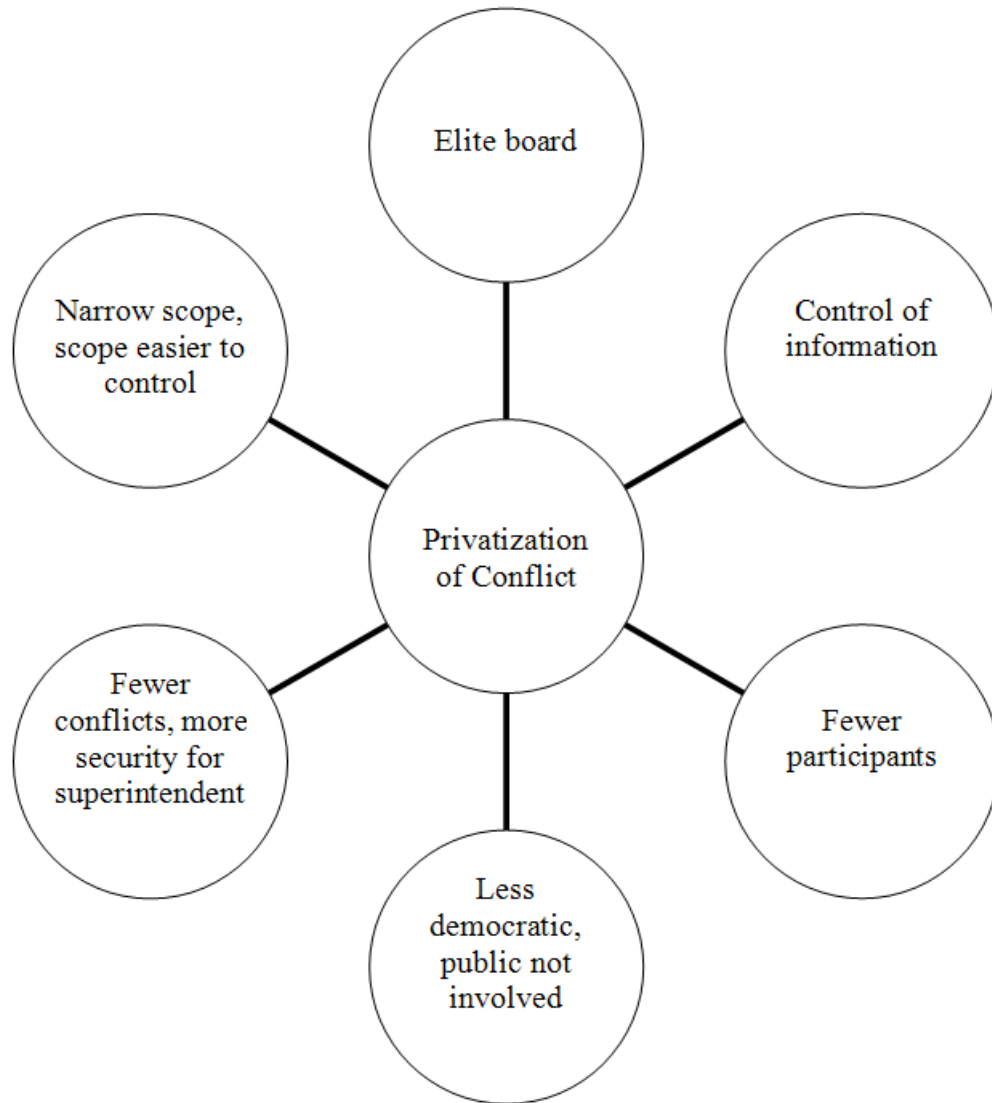 Elite board
Narrow scope,
scope easier to
control
Control of
information
Privatization
of Conflict
Fewer
conflicts, more
security for
superintendent
Fewer
participants
Less
democratic,
public not
involved